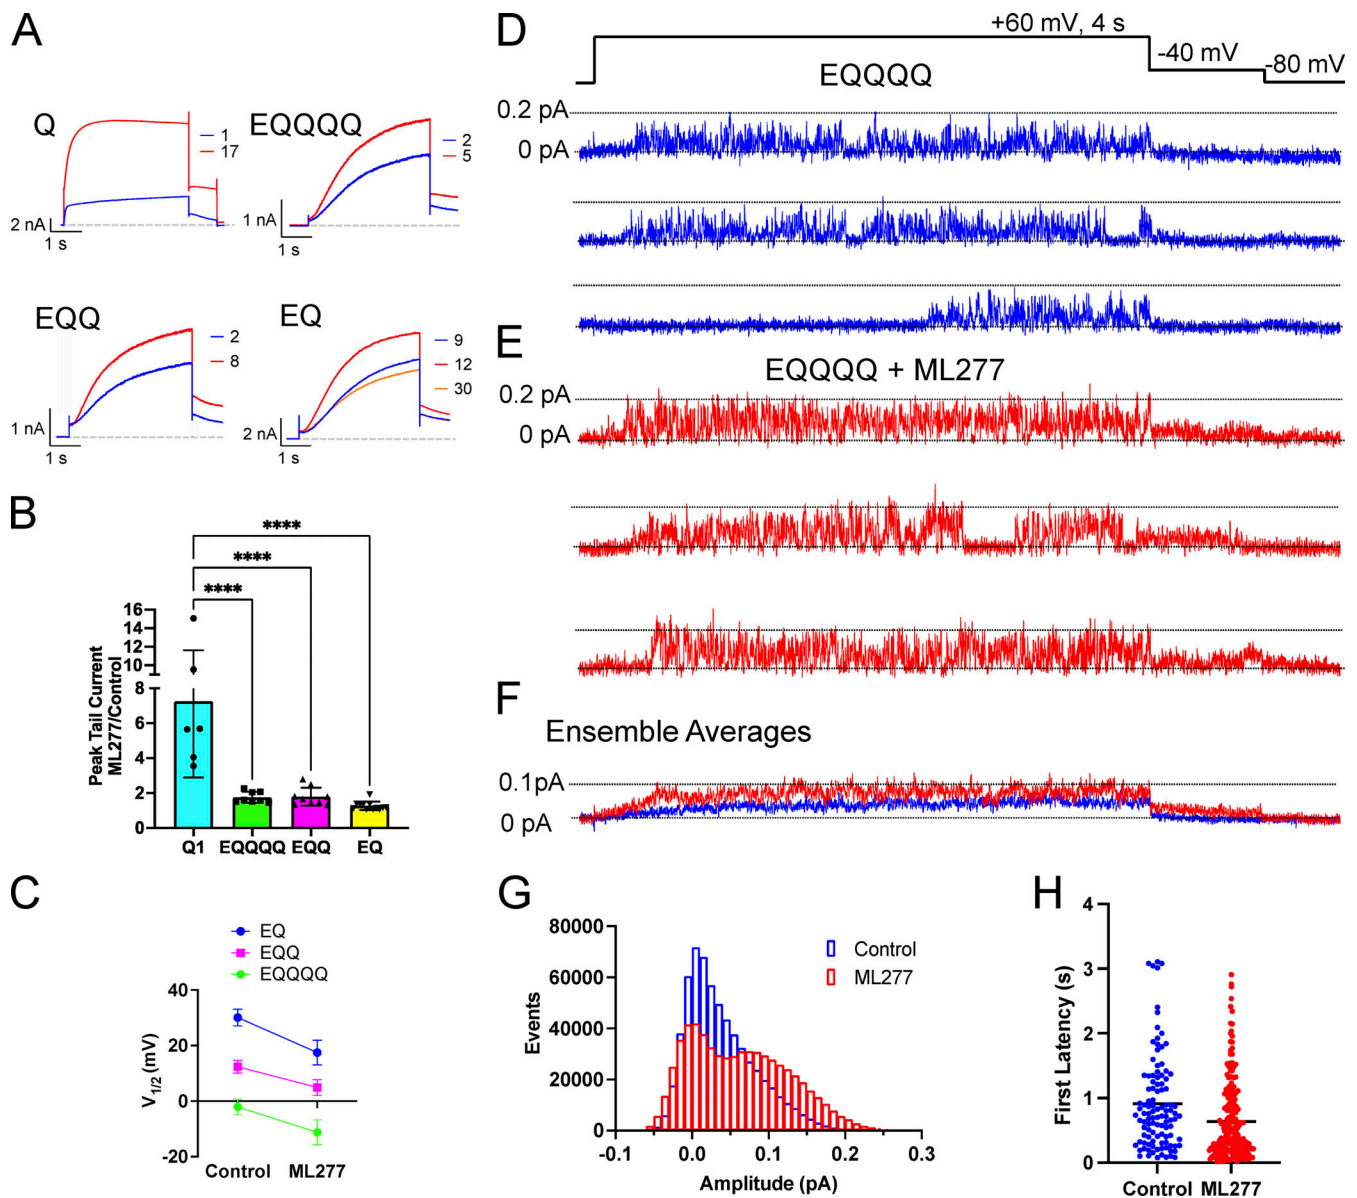 A
Q
1
17
2 nA
1 s
EQQQQ
2
5
1 nA
1 s
EQQ
2
8
1 nA
1 s
EQ
9
12
30
2 nA
1 s
B
****
****
****
Peak Tail Current
ML277/Control
16
14
12
10
8
6
4
2
0
Q1 EQQQQ EQQ EQ
C
EQ
EQQ
EQQQQ
V1/2 (mV)
40
20
0
-20
Control ML277
D
+60 mV, 4 s
-40 mV
-80 mV
EQQQQ
0.2 pA
0 pA
E
EQQQQ + ML277
0.2 pA
0 pA
F
Ensemble Averages
0.1pA
0 pA
G
Events
80000
60000
40000
20000
0
Control
ML277
-0.1 0.0 0.1 0.2 0.3
Amplitude (pA)
H
First Latency (s)
4
3
2
1
0
Control ML277